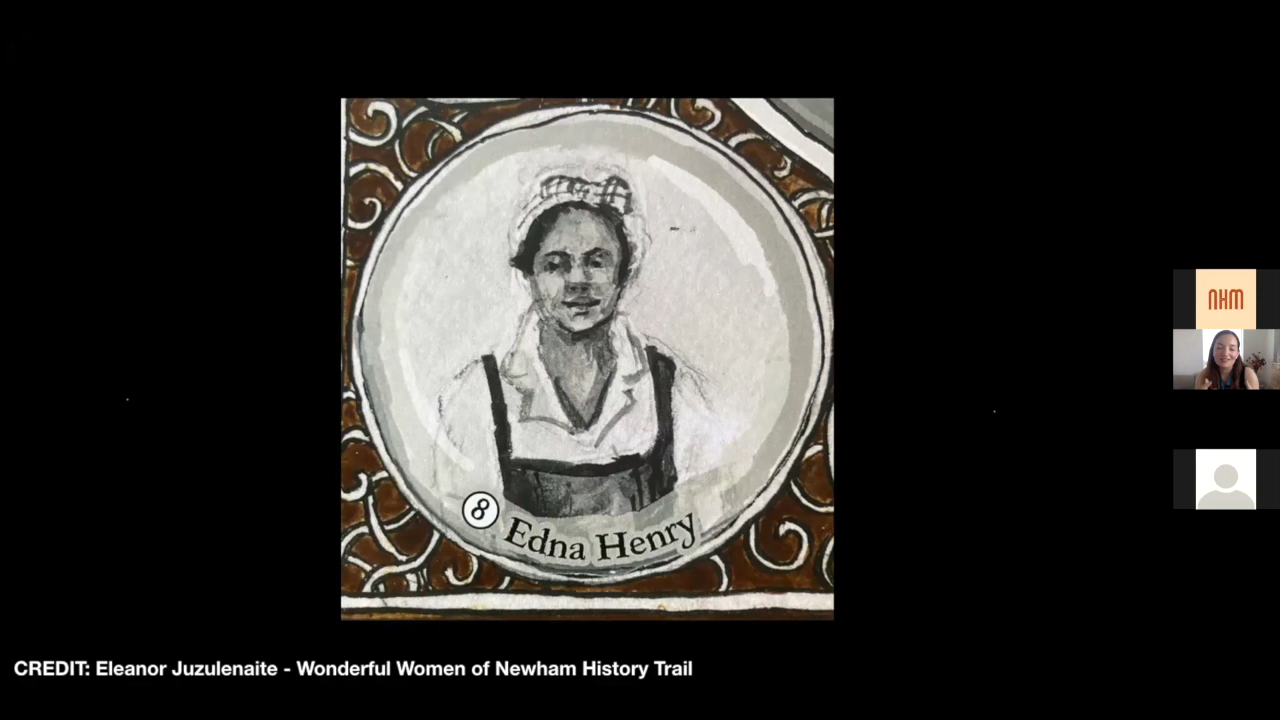 8 Edna Henry
CREDIT: Eleanor Juzulenaite - Wonderful Women of Newham History Trail
NHM